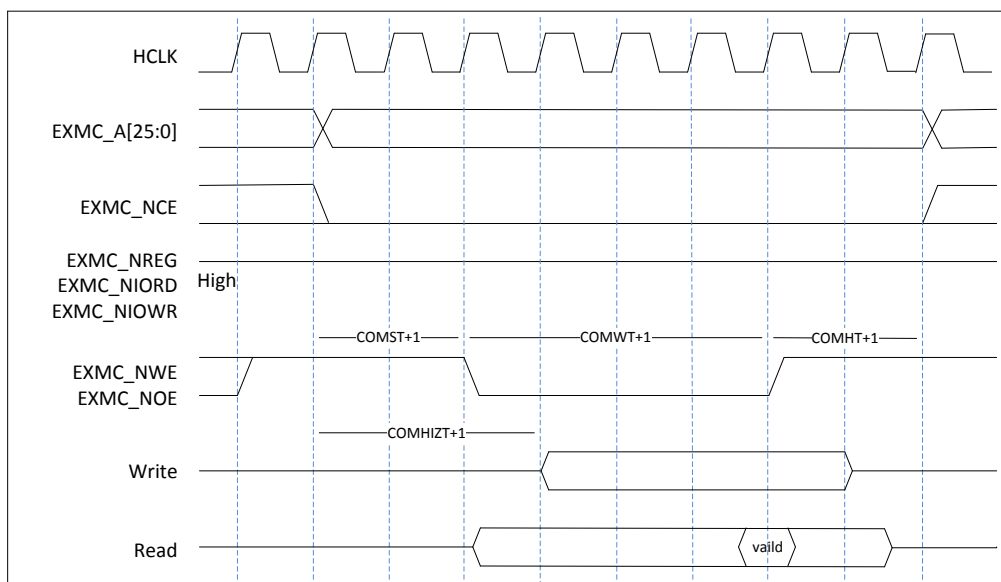 HCLK
EXMC_A[25:0]
EXMC_NCE
EXMC_NREG
EXMC_NIORD
EXMC_NIOWR
High
COMST+1
COMWT+1
COMHT+1
EXMC_NWE
EXMC_NOE
COMHIZT+1
Write
Read
vaild